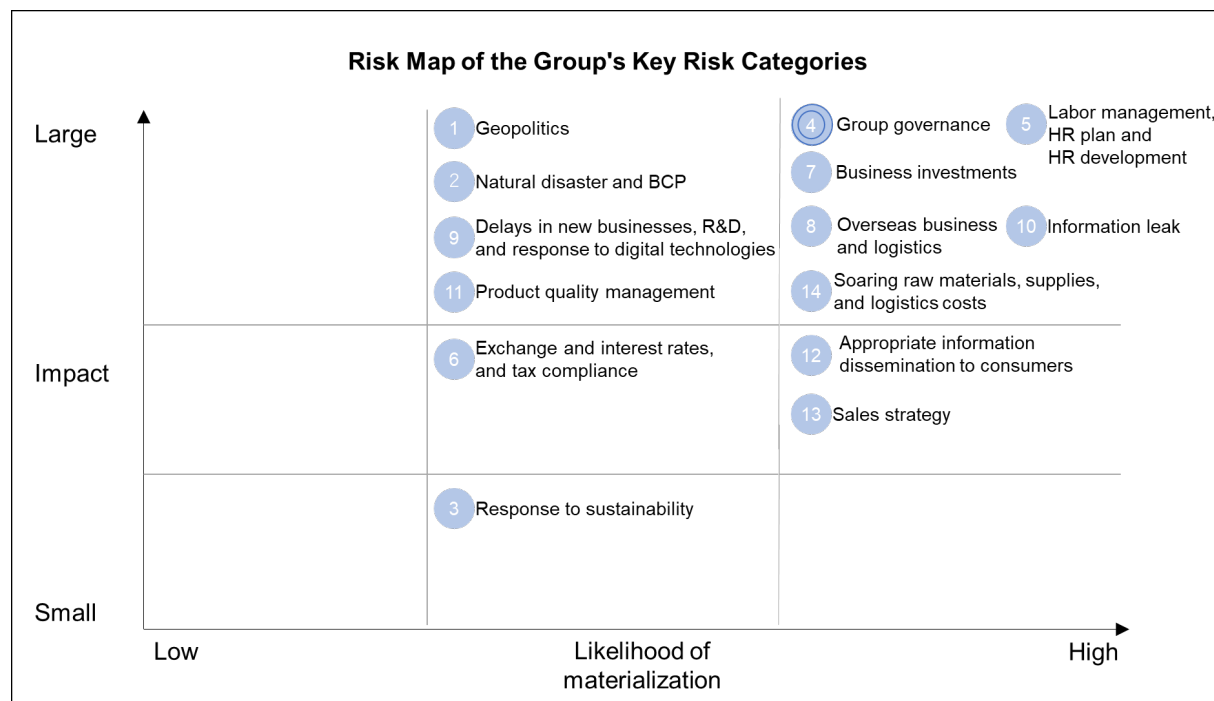 Risk Map of the Group's Key Risk Categories
Large
1 Geopolitics
4 Group governance
5 Labor management,
HR plan and
HR development
2 Natural disaster and BCP
7 Business investments
9 Delays in new businesses, R&D,
and response to digital technologies
8 Overseas business
and logistics
10 Information leak
11 Product quality management
14 Soaring raw materials, supplies,
and logistics costs
Impact
6 Exchange and interest rates,
and tax compliance
12 Appropriate information
dissemination to consumers
13 Sales strategy
3 Response to sustainability
Small
Low
Likelihood of
materialization
High